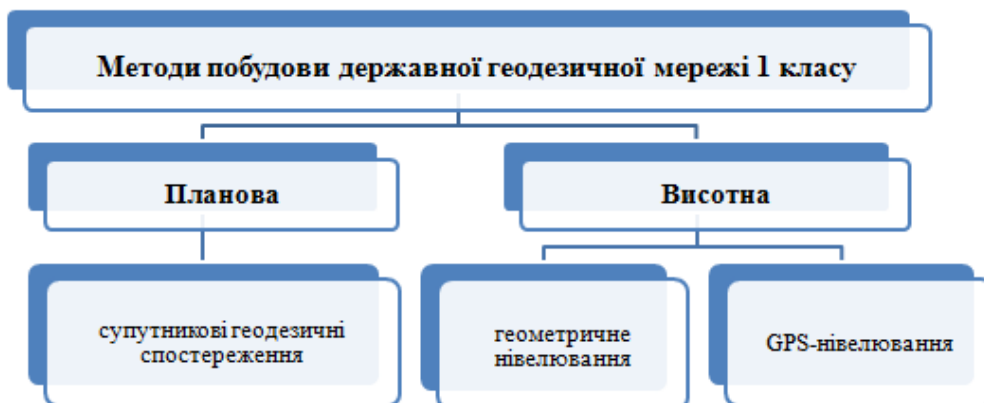 Методи побудови державної геодезичної мережі 1 класу
Планова
Висотна
супутникові геодезичні
спостереження
геометричне
нівелювання
GPS-нівелювання